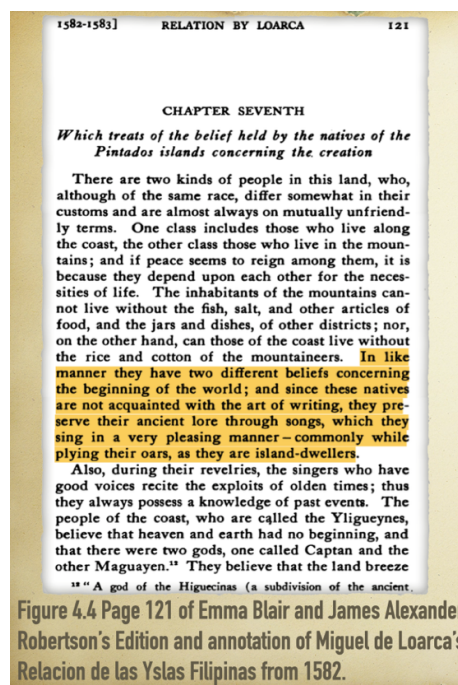 1582-1583] RELATION BY LOARCA 121
CHAPTER SEVENTH
Which treats of the belief held by the natives of the
Pintados islands concerning the creation
There are two kinds of people in this land, who,
although of the same race, differ somewhat in their
customs and are almost always on mutually unfriend-
ly terms. One class includes those who live along
the coast, the other class those who live in the moun-
tains; and if peace seems to reign among them, it is
because they depend upon each other for the neces-
sities of life. The inhabitants of the mountains can-
not live without the fish, salt, and other articles of
food, and the jars and dishes, of other districts; nor,
on the other hand, can those of the coast live without
the rice and cotton of the mountaineers. In like
manner they have two different beliefs concerning
the beginning of the world; and since these natives
are not acquainted with the art of writing, they pre-
serve their ancient lore through songs, which they
sing in a very pleasing manner – commonly while
plying their oars, as they are island-dwellers.
Also, during their revelries, the singers who have
good voices recite the exploits of olden times; thus
they always possess a knowledge of past events. The
people of the coast, who are called the Yligueynes,
believe that heaven and earth had no beginning, and
that there were two gods, one called Captan and the
other Maguayen.¹² They believe that the land breeze
¹² "A god of the Higuecinas (a subdivision of the ancient
Figure 4.4 Page 121 of Emma Blair and James Alexande
Robertson's Edition and annotation of Miguel de Loarca's
Relacion de las Yslas Filipinas from 1582.